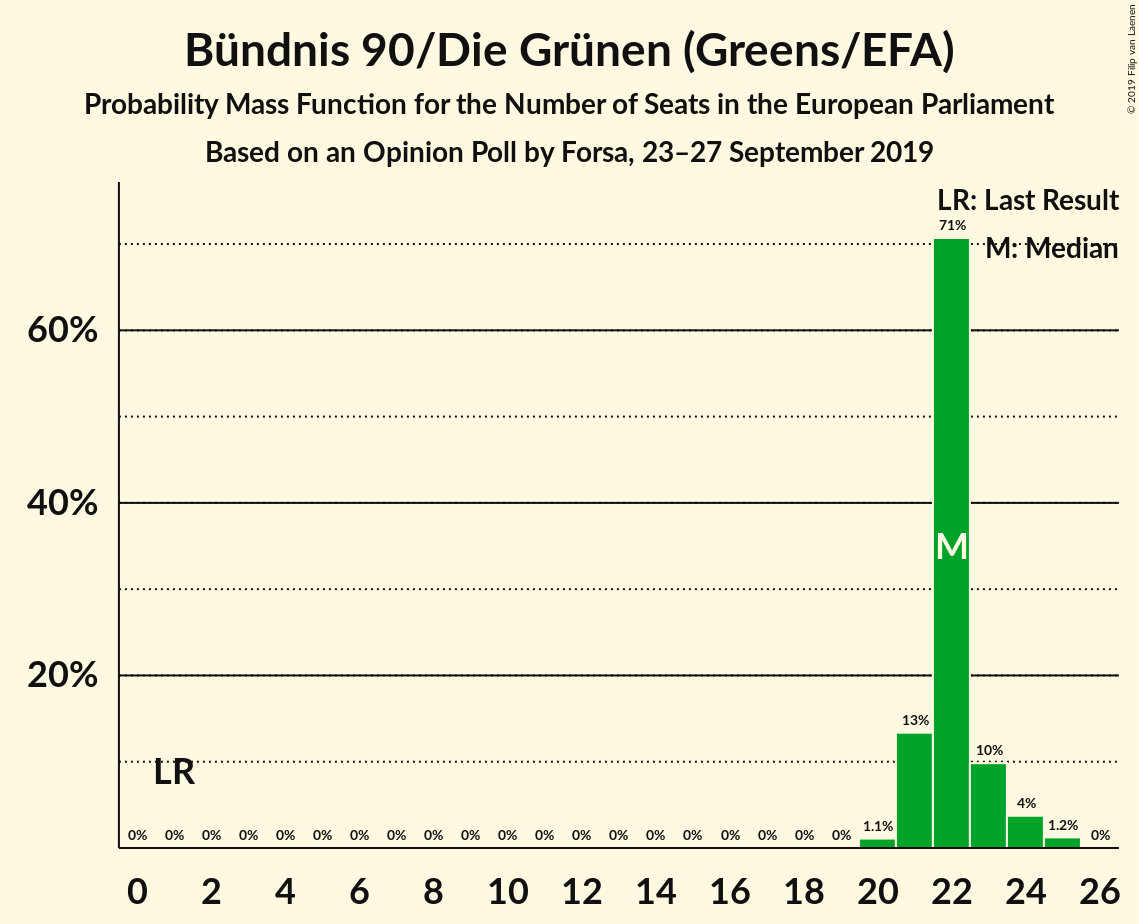 Bündnis 90/Die Grünen (Greens/EFA)
Probability Mass Function for the Number of Seats in the European Parliament
Based on an Opinion Poll by Forsa, 23–27 September 2019
© 2019 Filip van Laenen
LR: Last Result
M: Median
71%
60%
40%
M
20%
13%
10%
LR
4%
0% 0% 0% 0% 0% 0% 0% 0% 0% 0% 0% 0% 0% 0% 0% 0% 0% 0% 0% 0% 1.1% 1.2% 0%
0 2 4 6 8 10 12 14 16 18 20 22 24 26